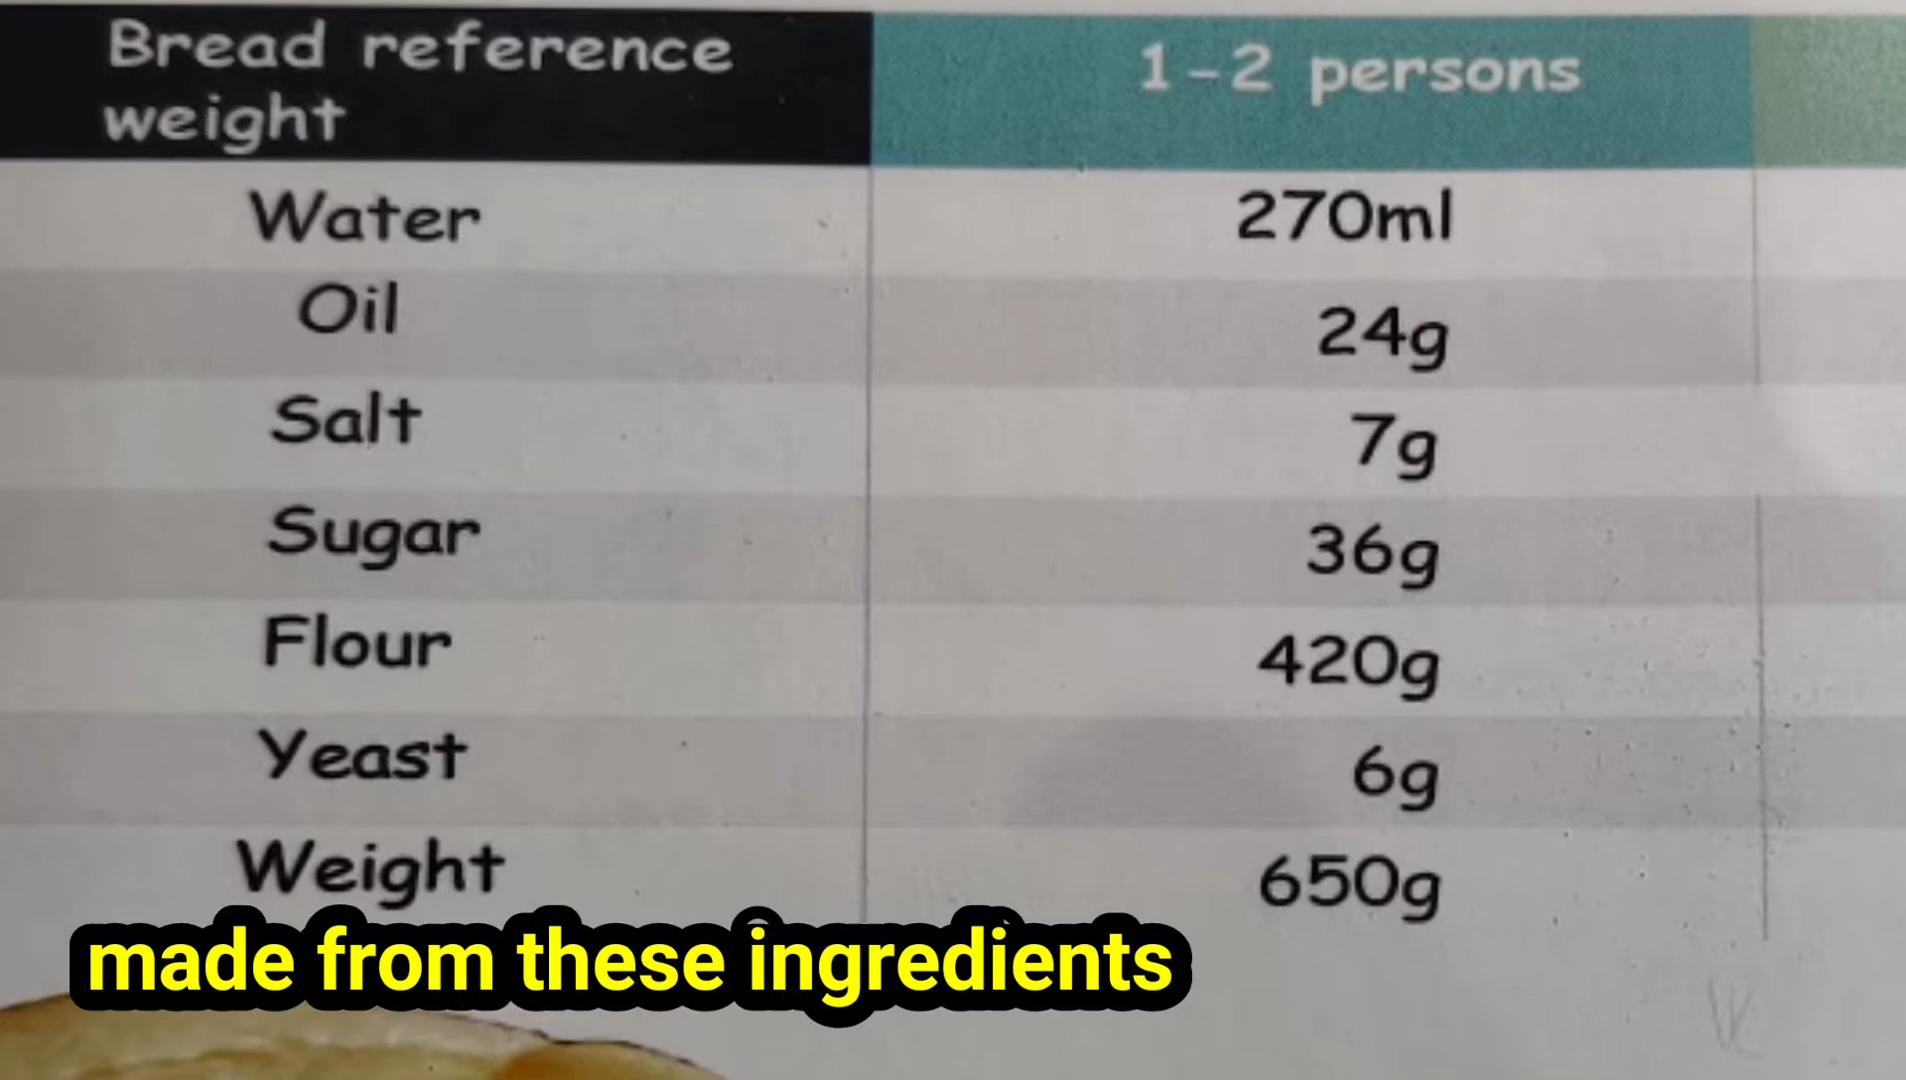 Bread reference weight 1-2 persons
Water 270ml
Oil 24g
Salt 7g
Sugar 36g
Flour 420g
Yeast 6g
Weight 650g
made from these ingredients